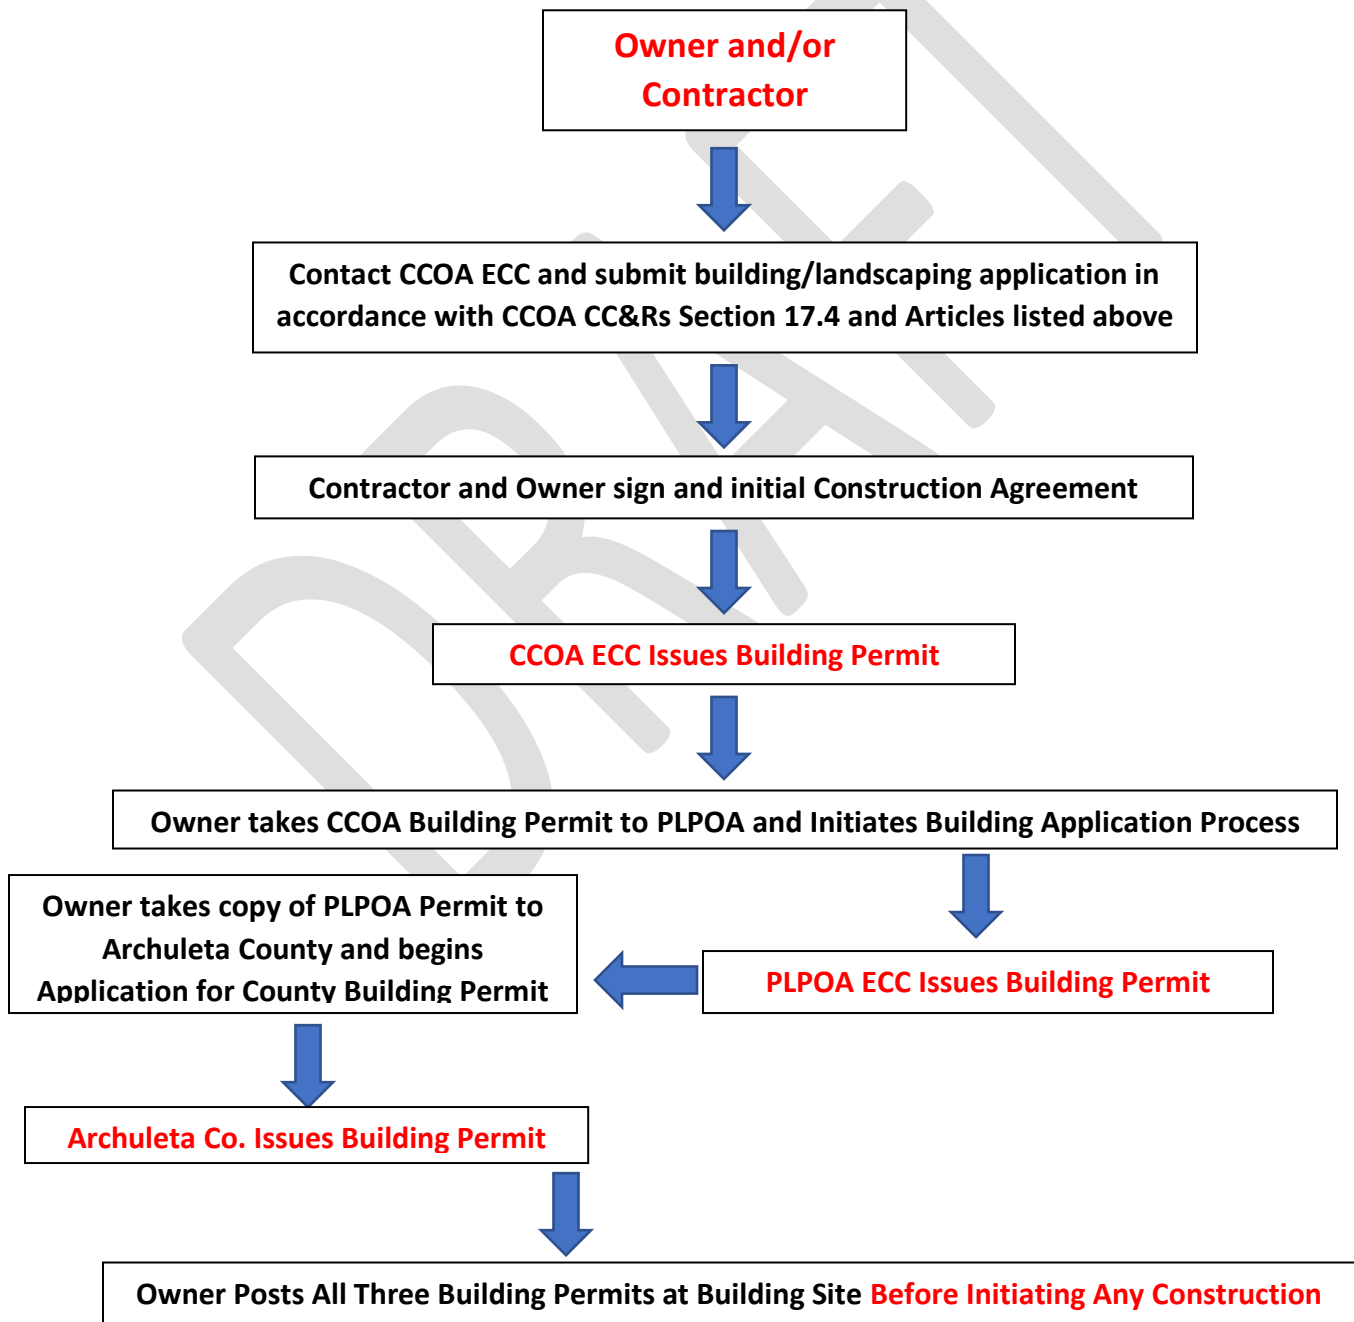 Owner and/or
Contractor
Contact CCOA ECC and submit building/landscaping application in
accordance with CCOA CC&Rs Section 17.4 and Articles listed above
Contractor and Owner sign and initial Construction Agreement
CCOA ECC Issues Building Permit
Owner takes CCOA Building Permit to PLPOA and Initiates Building Application Process
PLPOA ECC Issues Building Permit
Owner takes copy of PLPOA Permit to
Archuleta County and begins
Application for County Building Permit
Archuleta Co. Issues Building Permit
Owner Posts All Three Building Permits at Building Site Before Initiating Any Construction
DRAFT